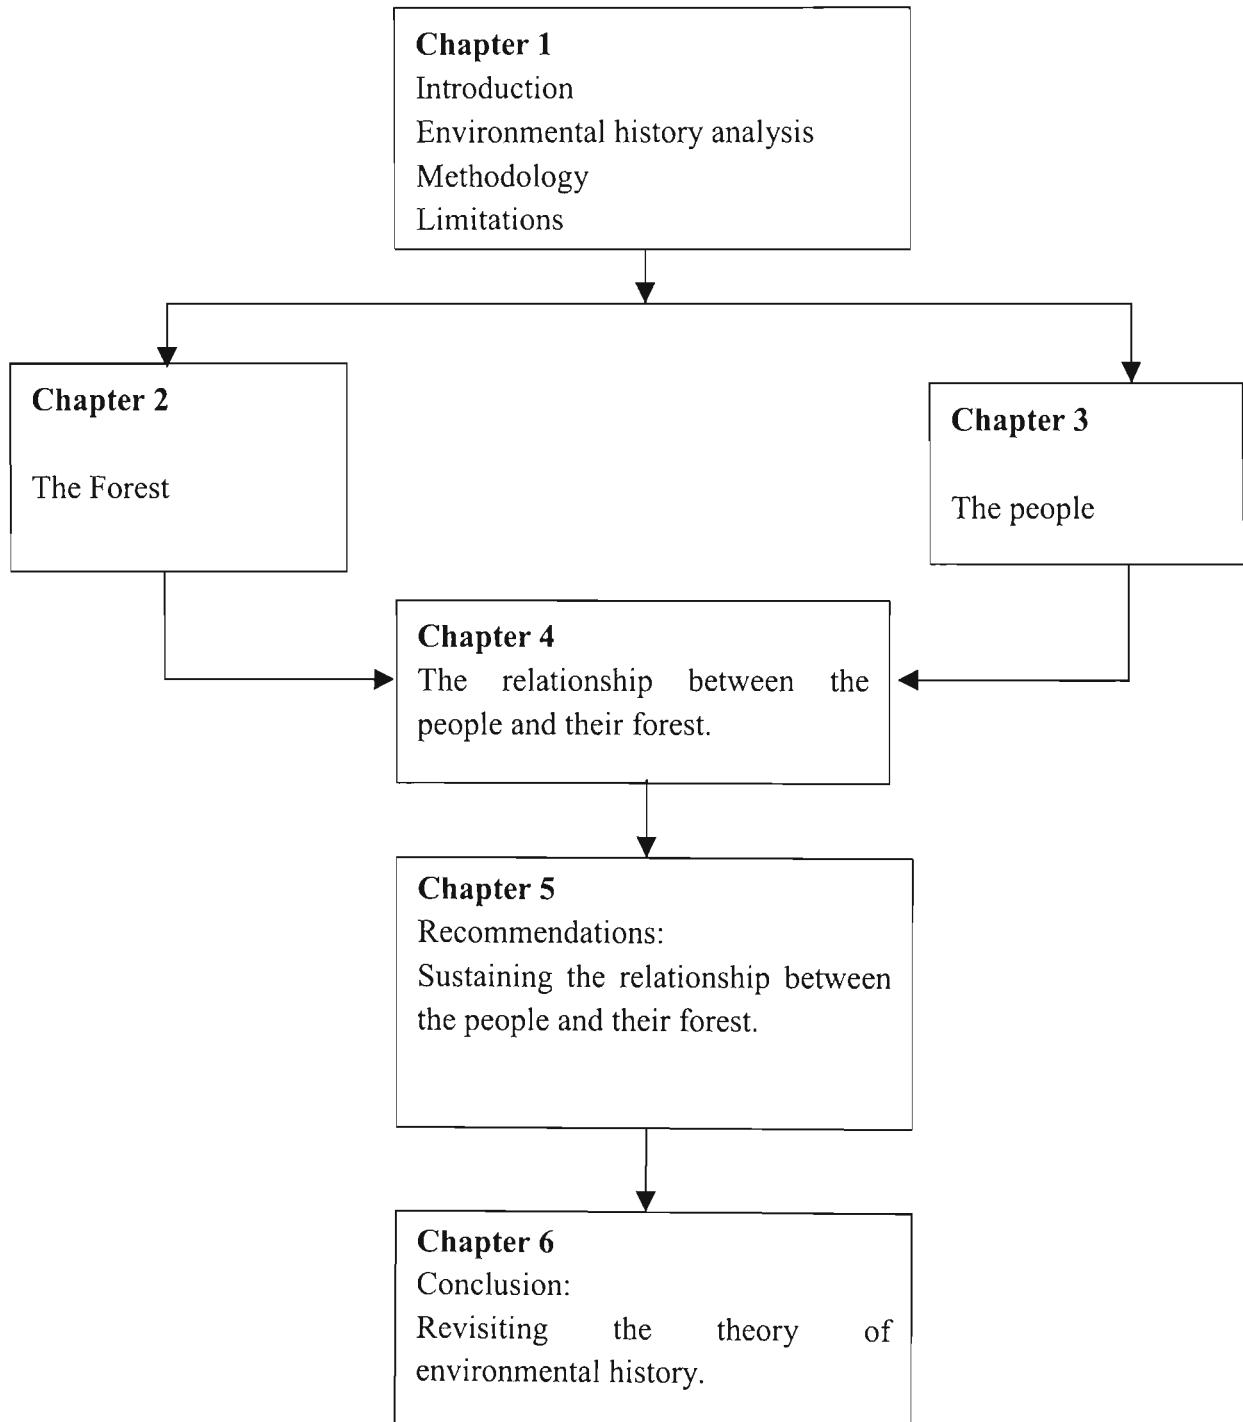 Chapter 1
Introduction
Environmental history analysis
Methodology
Limitations
Chapter 2
The Forest
Chapter 3
The people
Chapter 4
The relationship between the
people and their forest.
Chapter 5
Recommendations:
Sustaining the relationship between
the people and their forest.
Chapter 6
Conclusion:
Revisiting the theory of
environmental history.